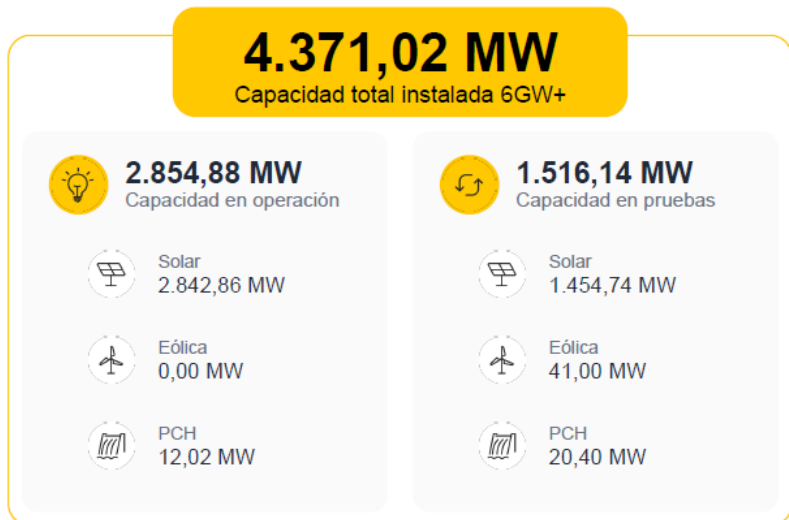 4.371,02 MW
Capacidad total instalada 6GW+
2.854,88 MW
Capacidad en operación
Solar
2.842,86 MW
Eólica
0,00 MW
PCH
12,02 MW
1.516,14 MW
Capacidad en pruebas
Solar
1.454,74 MW
Eólica
41,00 MW
PCH
20,40 MW